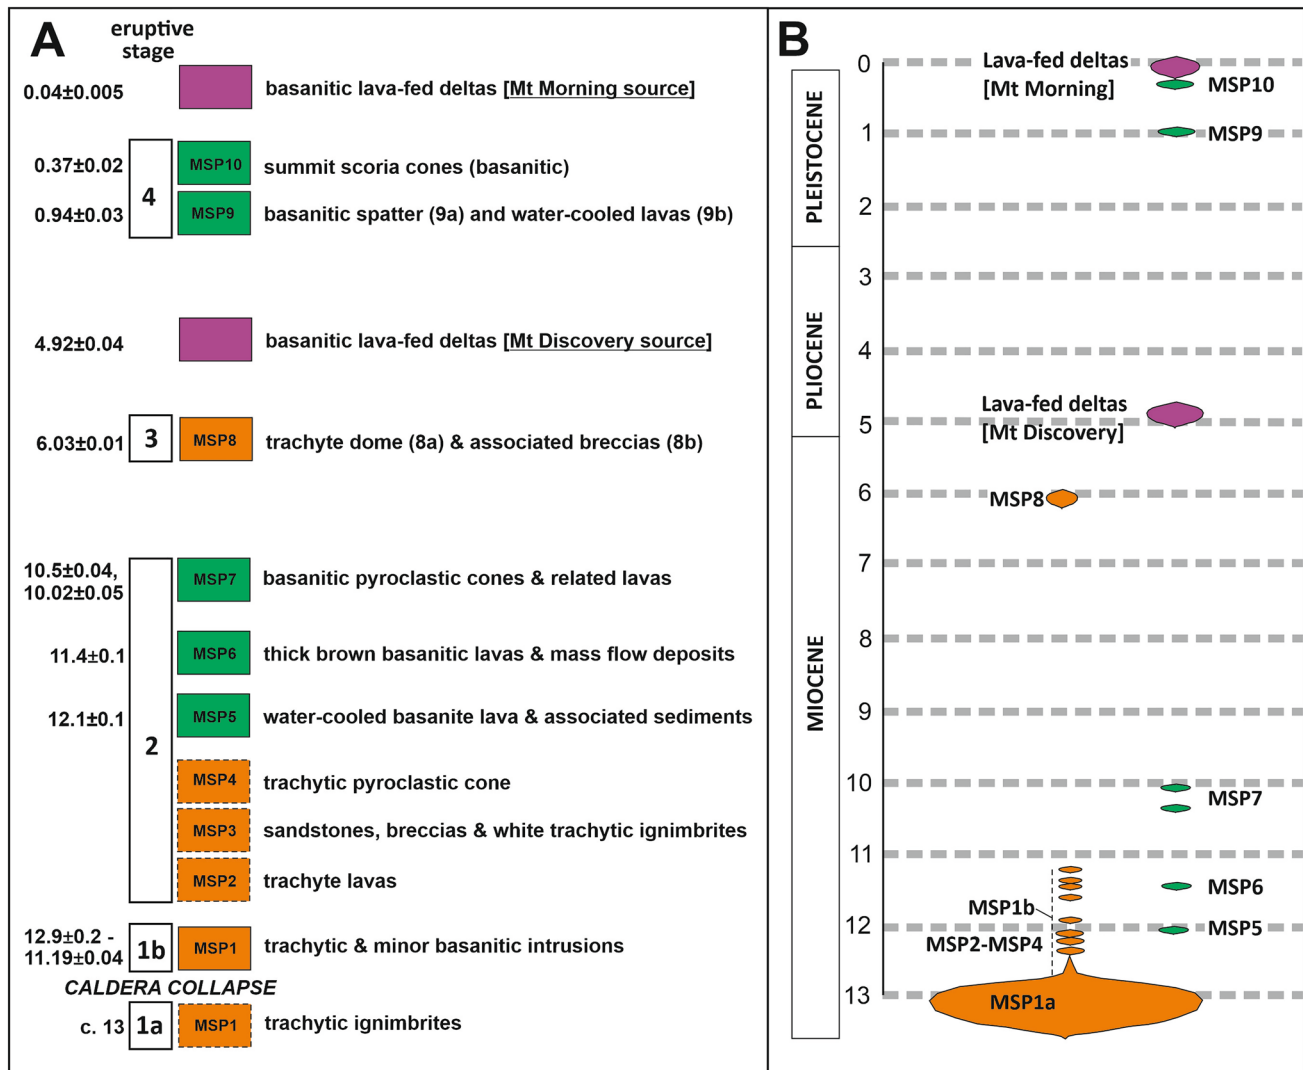 A
eruptive
stage
0.04±0.005
basanitic lava-fed deltas [Mt Morning source]
0.37±0.02
MSP10
summit scoria cones (basanitic)
4
0.94±0.03
MSP9
basanitic spatter (9a) and water-cooled lavas (9b)
4.92±0.04
basanitic lava-fed deltas [Mt Discovery source]
6.03±0.01
3
MSP8
trachyte dome (8a) & associated breccias (8b)
10.5±0.04,
10.02±0.05
MSP7
basanitic pyroclastic cones & related lavas
11.4±0.1
MSP6
thick brown basanitic lavas & mass flow deposits
12.1±0.1
MSP5
water-cooled basanite lava & associated sediments
2
MSP4
trachytic pyroclastic cone
MSP3
sandstones, breccias & white trachytic ignimbrites
MSP2
trachyte lavas
12.9±0.2 -
11.19±0.04
1b
MSP1
trachytic & minor basanitic intrusions
CALDERA COLLAPSE
c. 13
1a
MSP1
trachytic ignimbrites
B
PLEISTOCENE
PLIOCENE
MIOCENE
0
Lava-fed deltas
[Mt Morning]
MSP10
1
MSP9
2
3
4
Lava-fed deltas
5
[Mt Discovery]
6
MSP8
7
8
9
10
MSP7
11
MSP6
MSP1b
12
MSP5
MSP2-MSP4
13
MSP1a